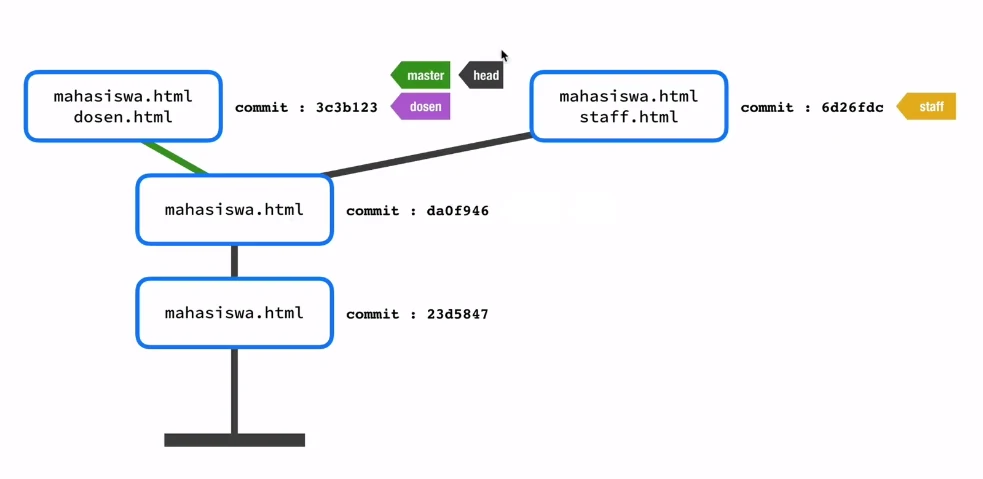 master head
mahasiswa.html
dosen.html
commit : 3c3b123
dosen
mahasiswa.html
staff.html
commit : 6d26fdc
staff
mahasiswa.html
commit : da0f946
mahasiswa.html
commit : 23d5847